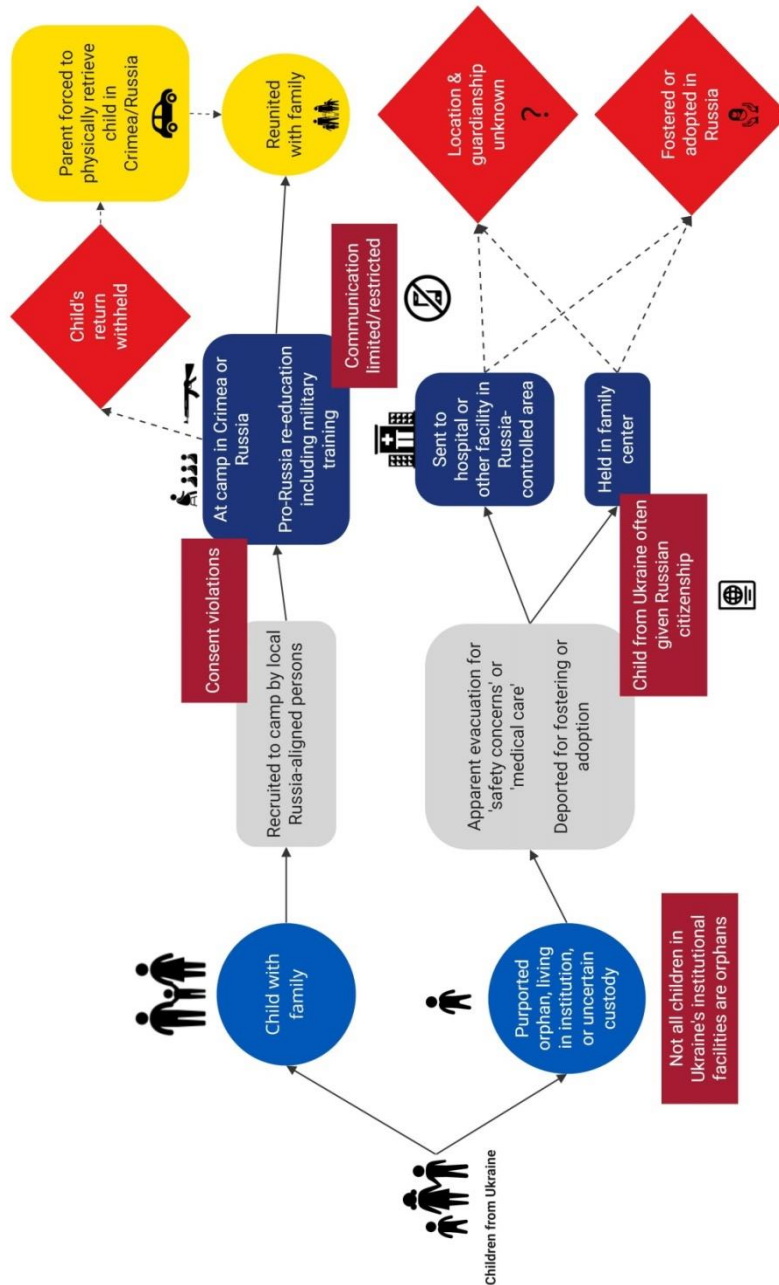 Children from Ukraine
Child with
family
Purported
orphan, living
in institution,
or uncertain
custody
Not all children in
Ukraine's institutional
facilities are orphans
Recruited to camp by local
Russia-aligned persons
Consent violations
Apparent evacuation for
'safety concerns' or
'medical care'
Deported for fostering or
adoption
At camp in Crimea or
Russia
Pro-Russia re-education
including military
training
Communication
limited/restricted
Sent to
hospital or
other facility in
Russia-
controlled area
Held in family
center
Child from Ukraine often
given Russian
citizenship
Child's
return
withheld
Parent forced to
physically retrieve
child in
Crimea/Russia
Reunited
with family
Location &
guardianship
unknown
?
Fostered or
adopted in
Russia